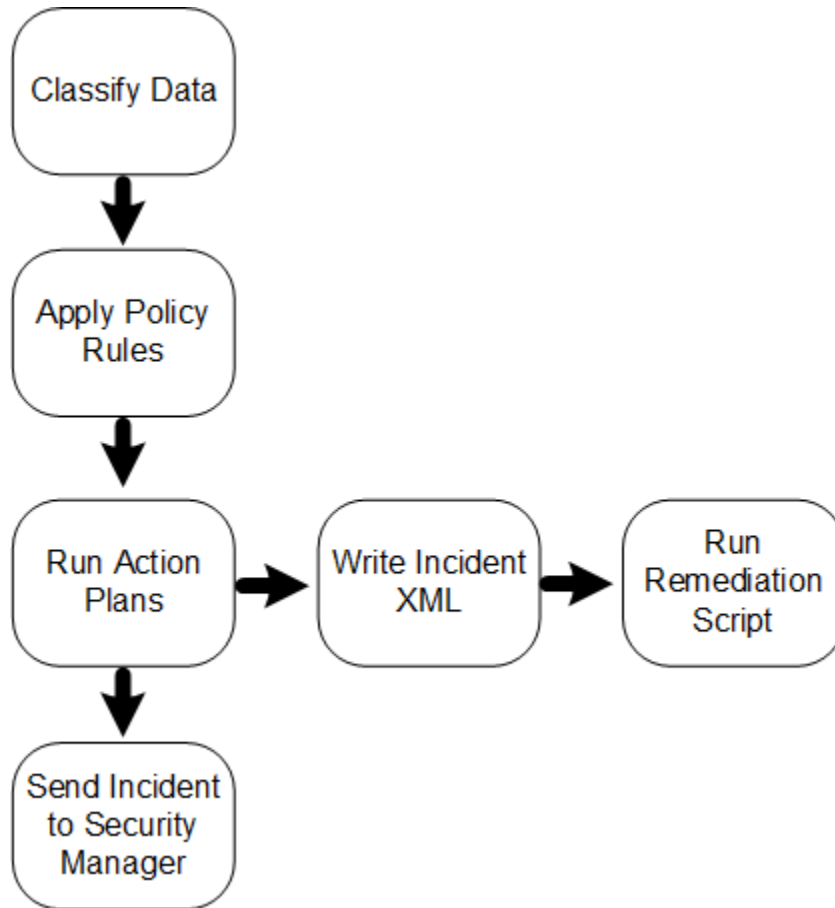 Classify Data
Apply Policy
Rules
Run Action
Plans
Write Incident
XML
Run
Remediation
Script
Send Incident
to Security
Manager